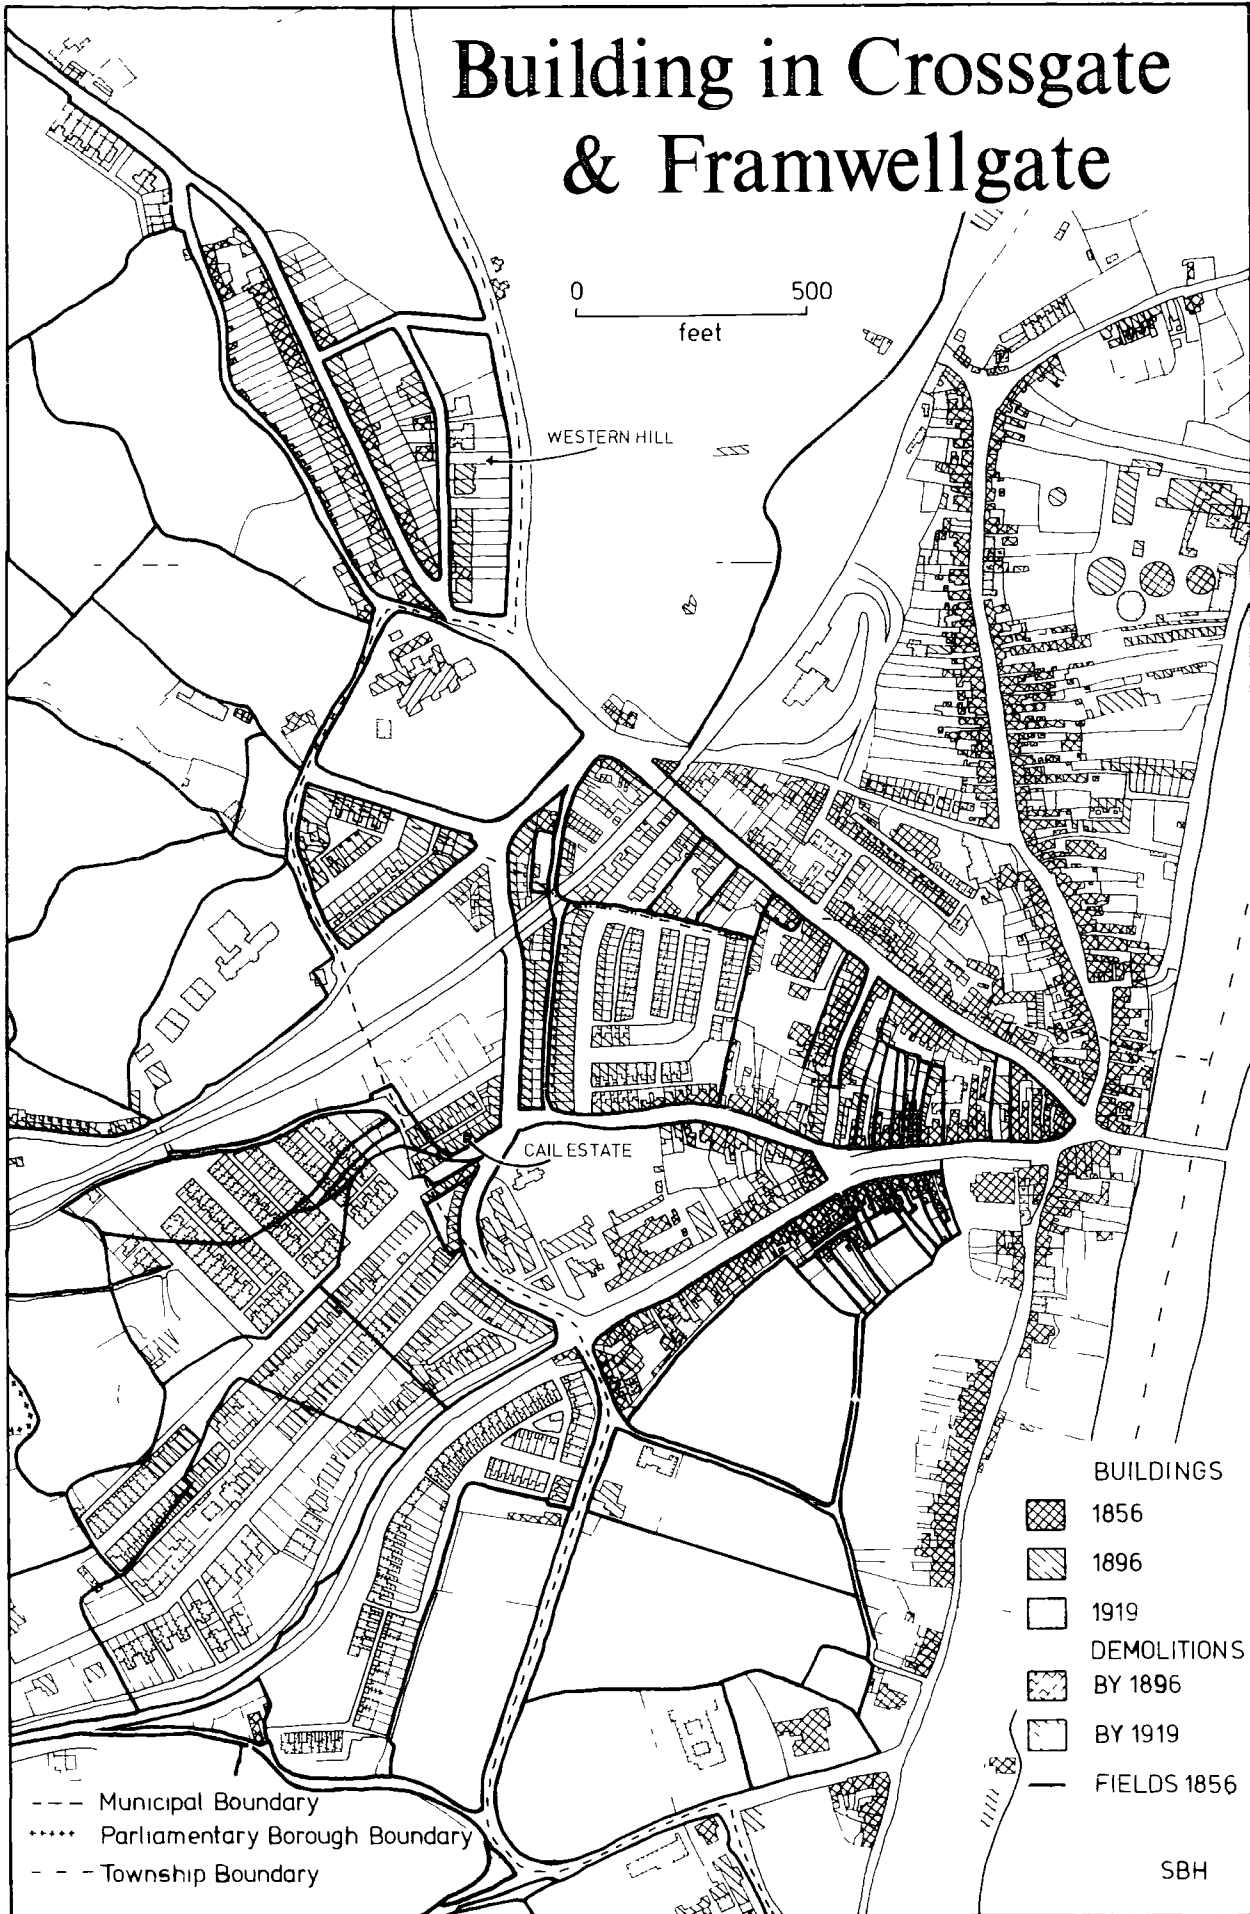 Building in Crossgate
& Framwellgate
0 500
feet
WESTERN HILL
CAIL ESTATE
BUILDINGS
1856
1896
1919
DEMOLITIONS
BY 1896
BY 1919
FIELDS 1856
Municipal Boundary
Parliamentary Borough Boundary
Township Boundary
SBH